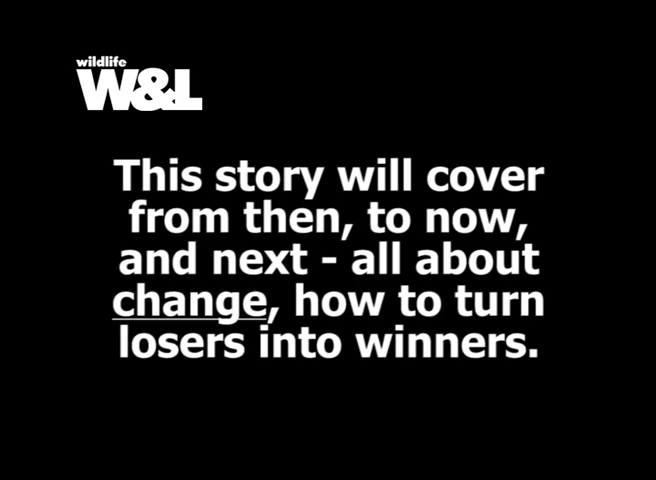 wildlife
W&L
This story will cover
from then, to now,
and next - all about
change, how to turn
losers into winners.